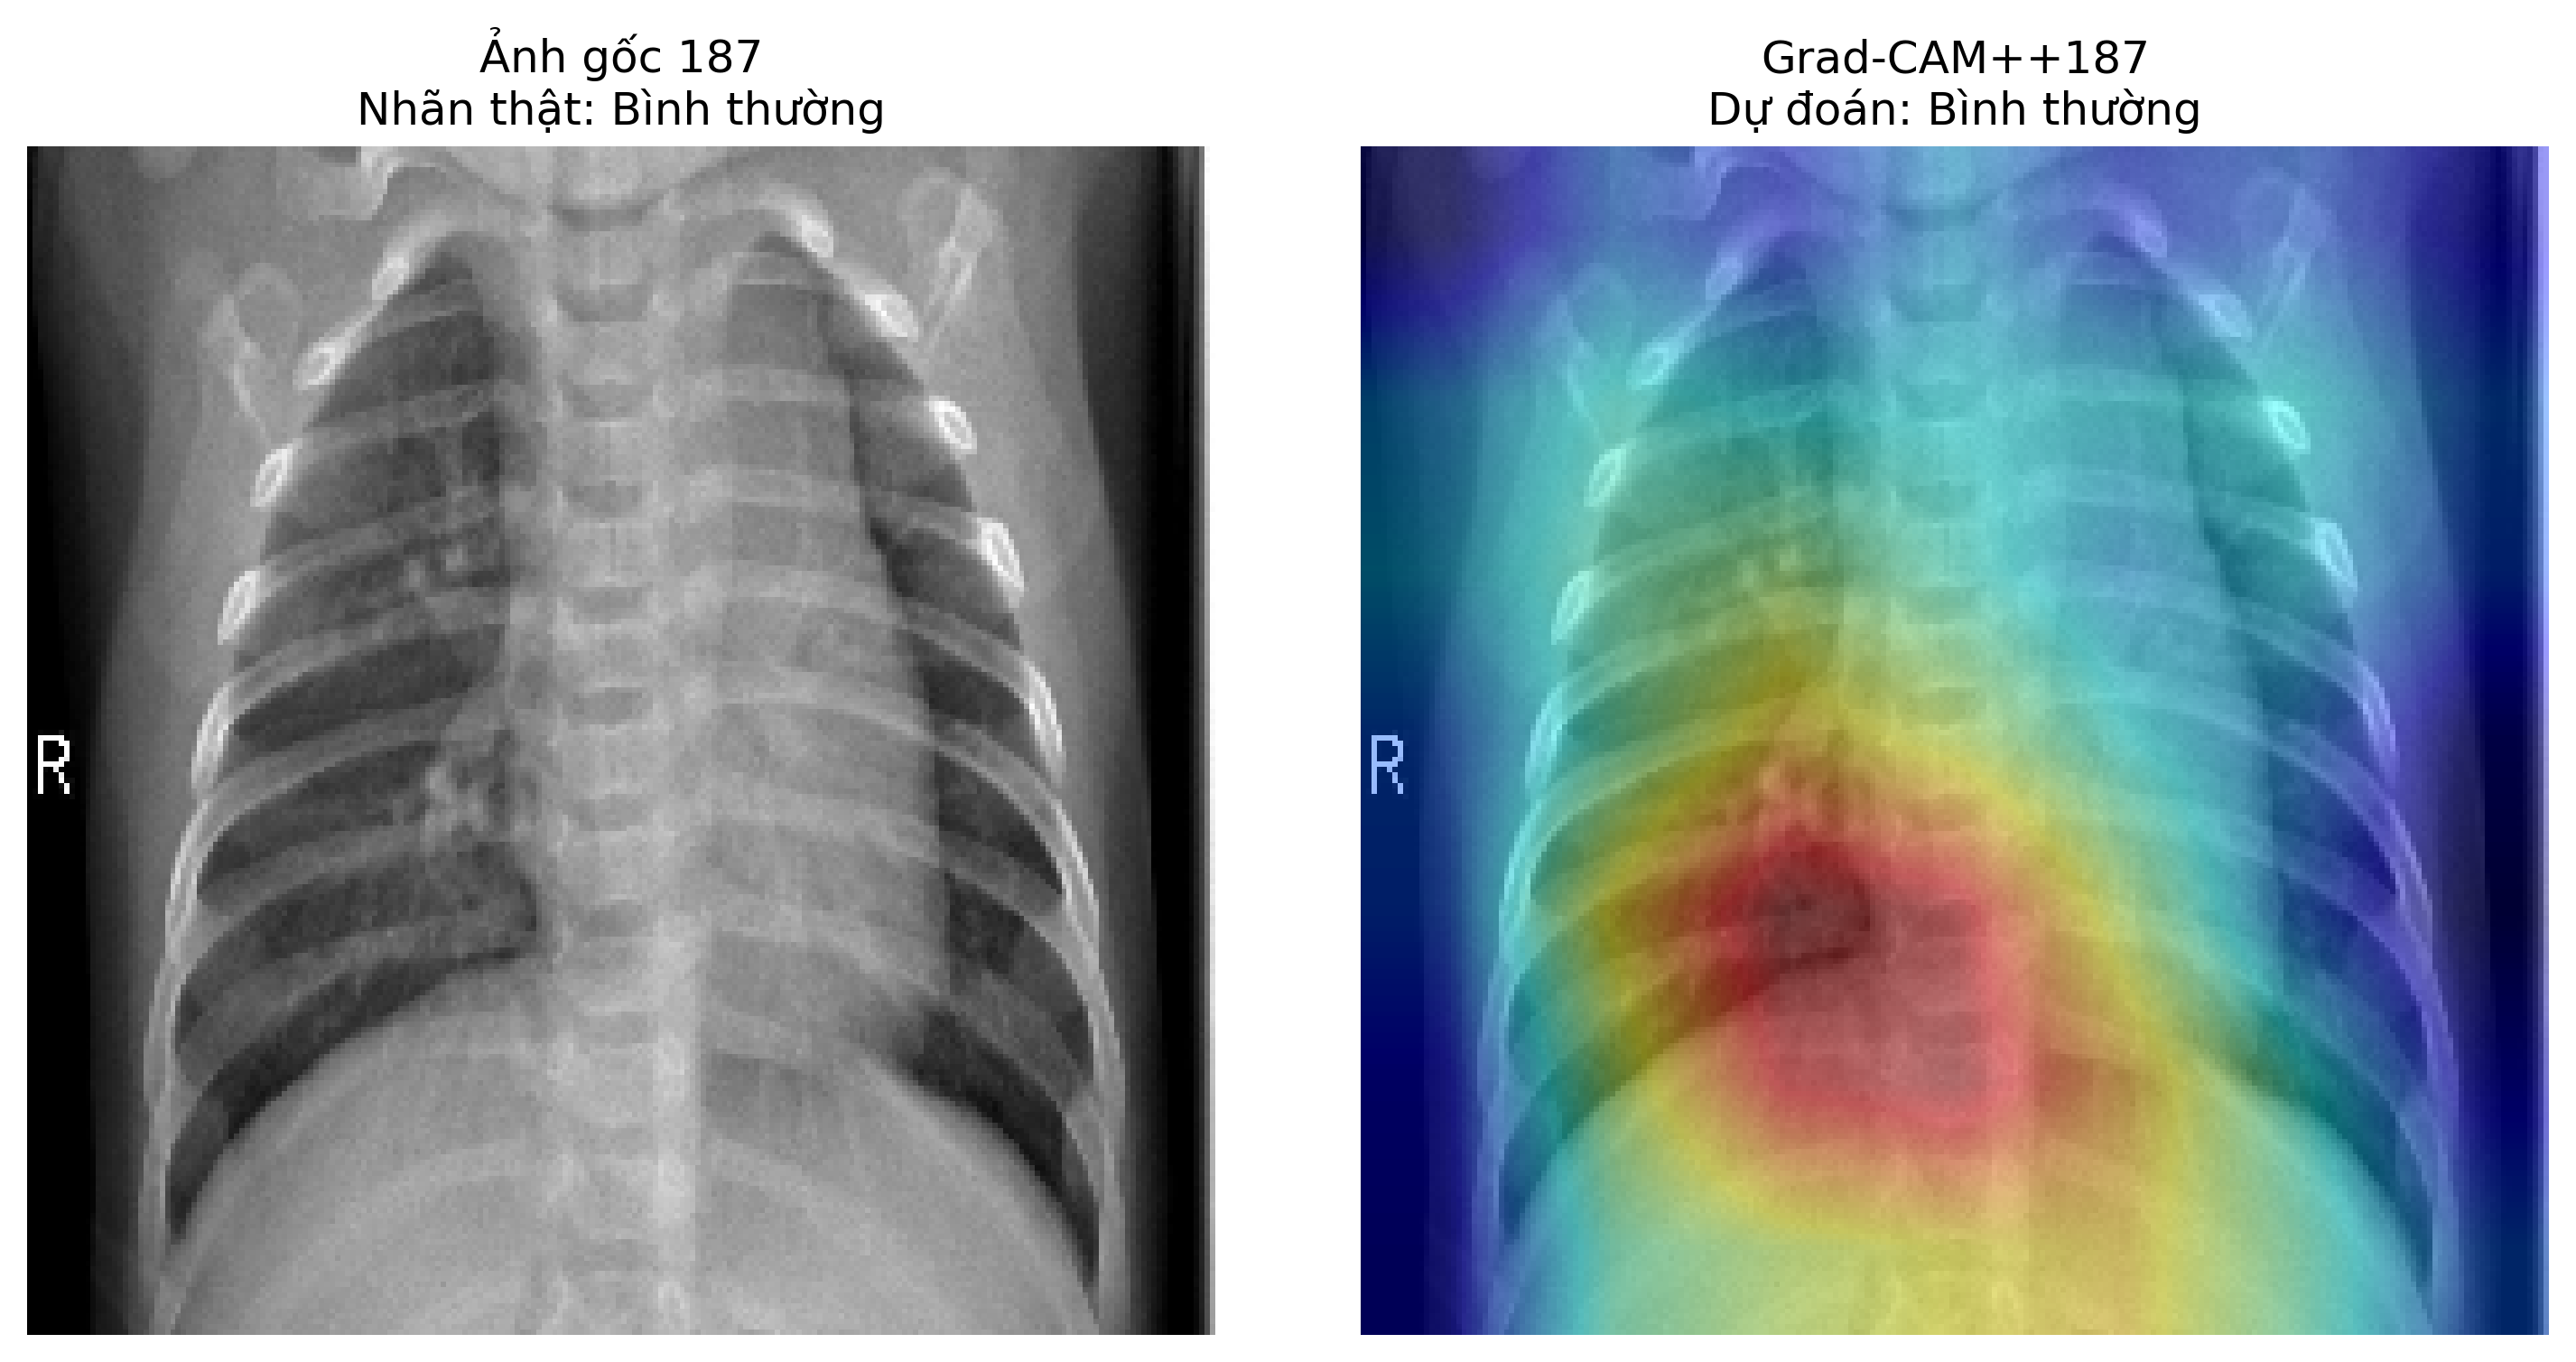 Ảnh gốc 187
Nhãn thật: Bình thường
Grad-CAM++187
Dự đoán: Bình thường
R
R